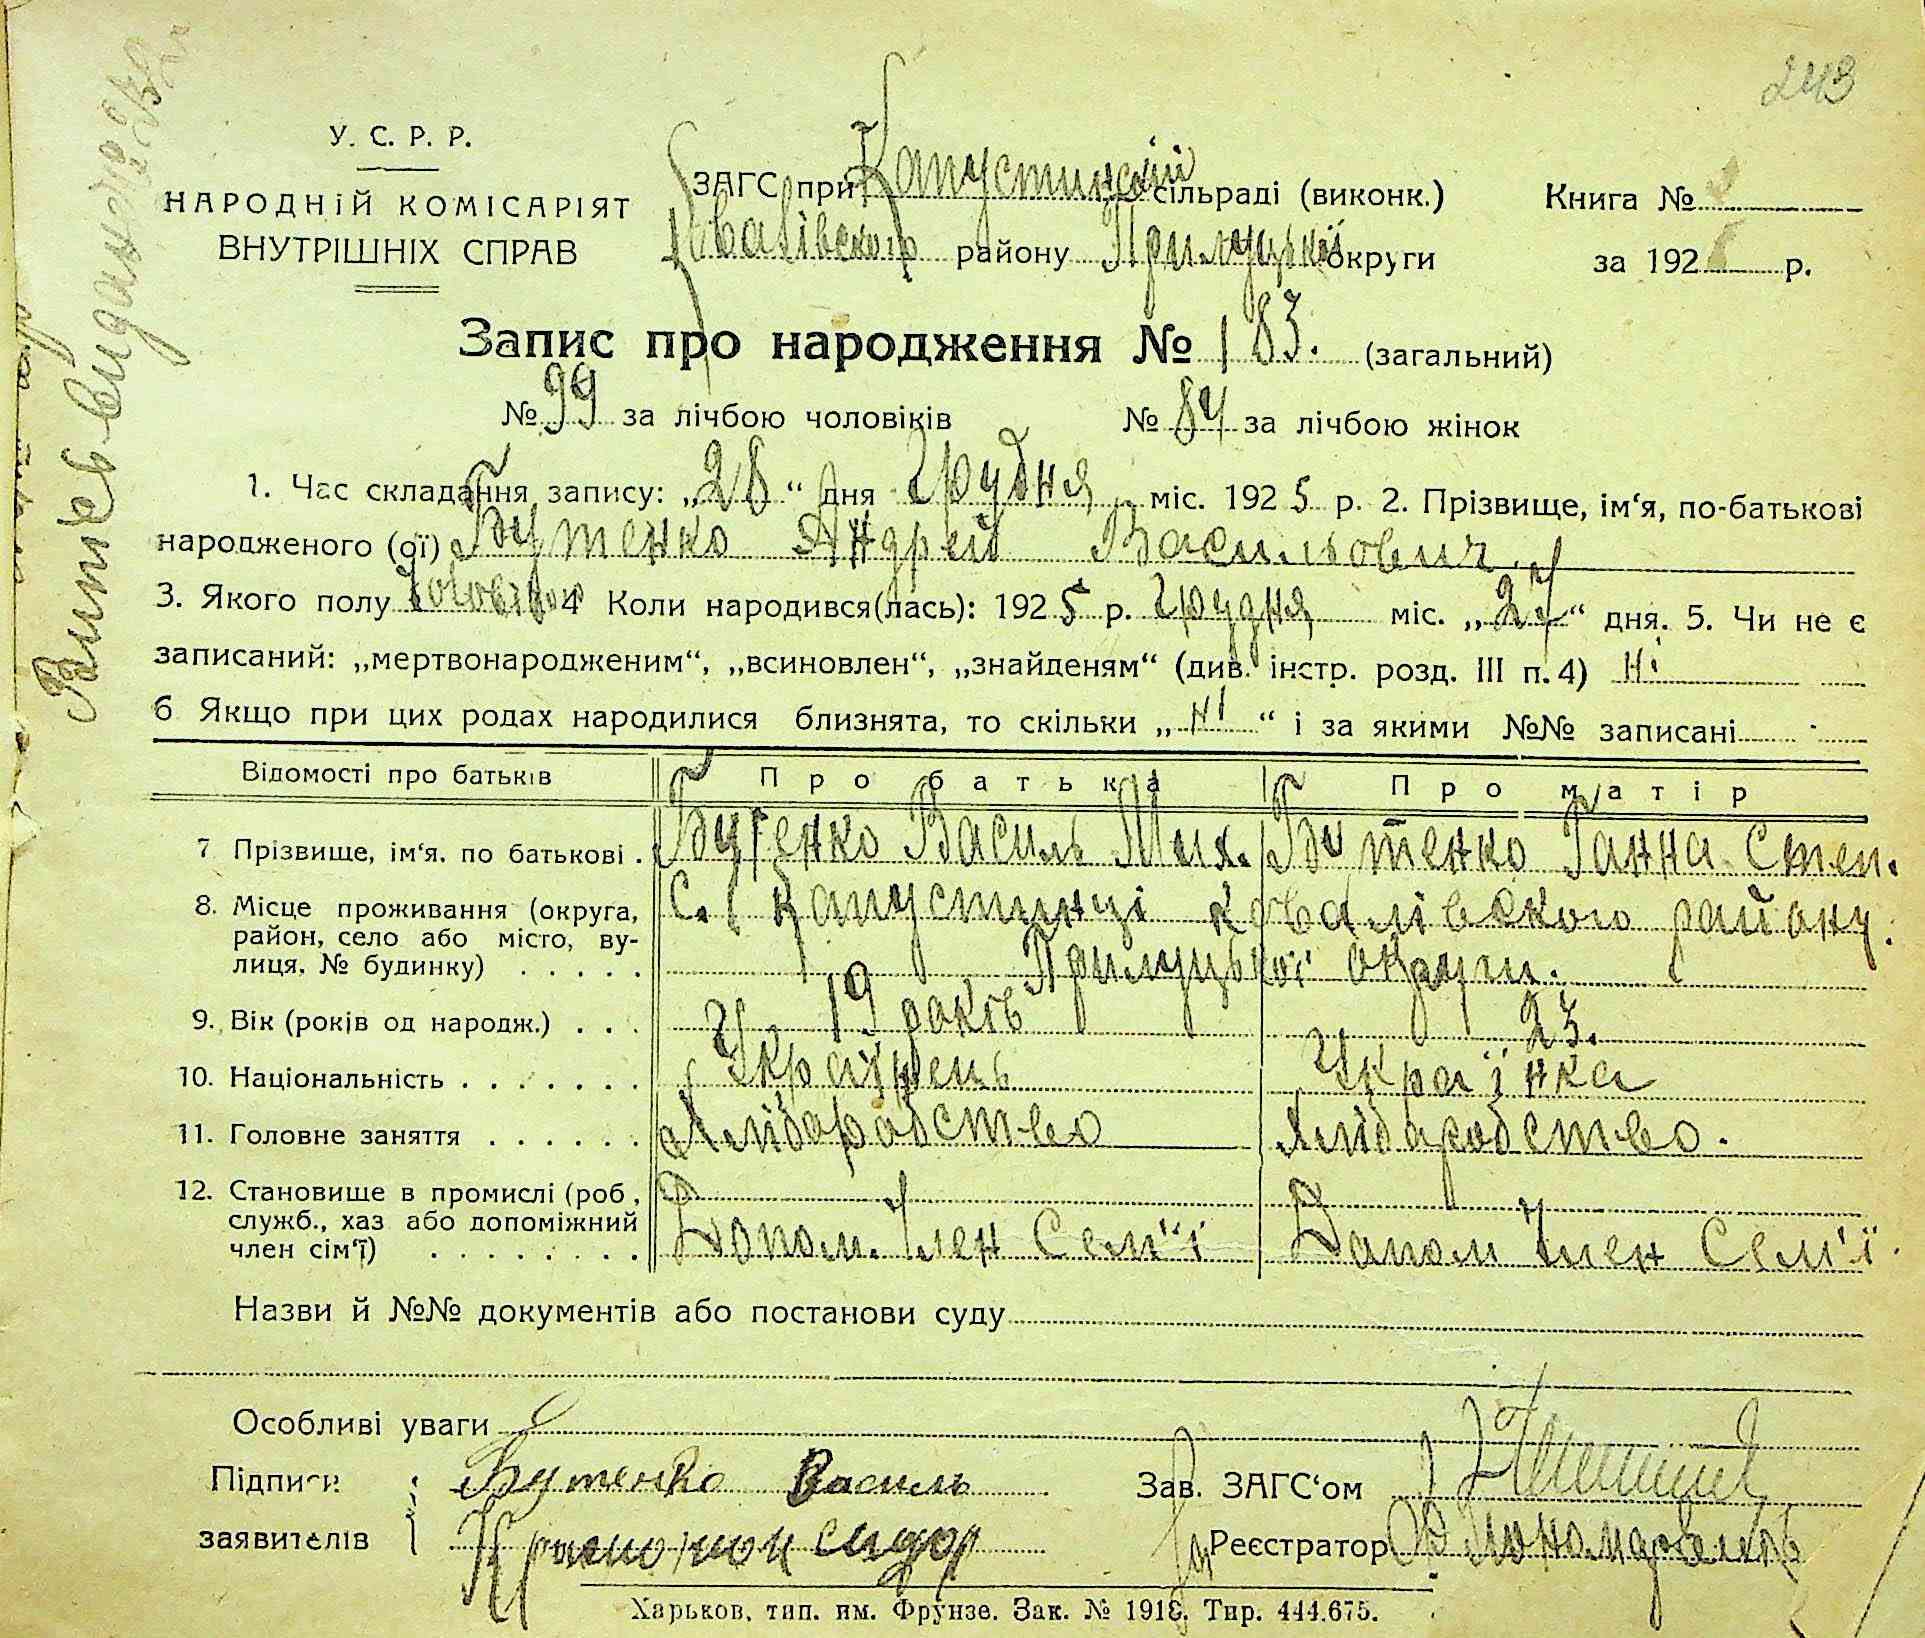 243
У. С. Р. Р.
НАРОДНІЙ КОМІСАРІЯТ
ВНУТРІШНІХ СПРАВ
ЗАГС при Капустинскій сільраді (виконк.)
Ковалівского району Прилуцької округи
Книга №
за 192 р.
Запис про народження № 183. (загальний)
№ 99 за лічбою чоловіків № 84 за лічбою жінок
1. Час складання запису: „28“ дня Грудня міс. 1925 р. 2. Прізвище, ім‘я, по-батькові
народженого (ої) Бутенко Андрей Васильович.
3. Якого полу 4 Коли народився(лась): 1925 р. Грудня міс. „27“ дня. 5. Чи не є
записаний: „мертвонародженим“, „всиновлен“, „знайденям“ (див. інстр. розд. III п. 4) ні
6 Якщо при цих родах народилися близнята, то скільки „ні“ і за якими №№ записані -
Відомості про батьків Про батька Про матір
7 Прізвище, ім‘я. по батькові . Бутенко Василь Мих. Бутенко Ганна Степ.
8. Місце проживання (округа, район, село або місто, ву-лиця. № будинку) . . . . . С. Капустинці Ковалівского району.
Прилуцької округи.
9. Вік (років од народж.) . . . 19 років 23.
10. Національність . . . . . . . Українець Українка
11. Головне заняття . . . . . . Хліборобство Хліборобство.
12. Становище в промислі (роб, служб., хаз або допоміжний член сім‘ї) . . . . . . . . Допом. Член Сем'ї Допом Член Сем'ї.
Назви й №№ документів або постанови суду
Особливі уваги
Підписи Бутенко Василь Зав. ЗАГС‘ом
заявителів Сидор Реєстратор
Харьков, тип. им. Фрунзе. Зак. № 1918. Тир. 444.675.
Витяг видан